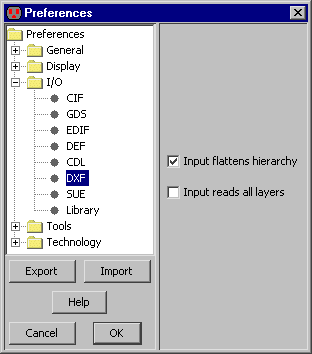 Preferences
Preferences
General
Display
I/O
CIF
GDS
EDIF
DEF
CDL
DXF
SUE
Library
Tools
Technology
Input flattens hierarchy
Input reads all layers
Export
Import
Help
Cancel
OK